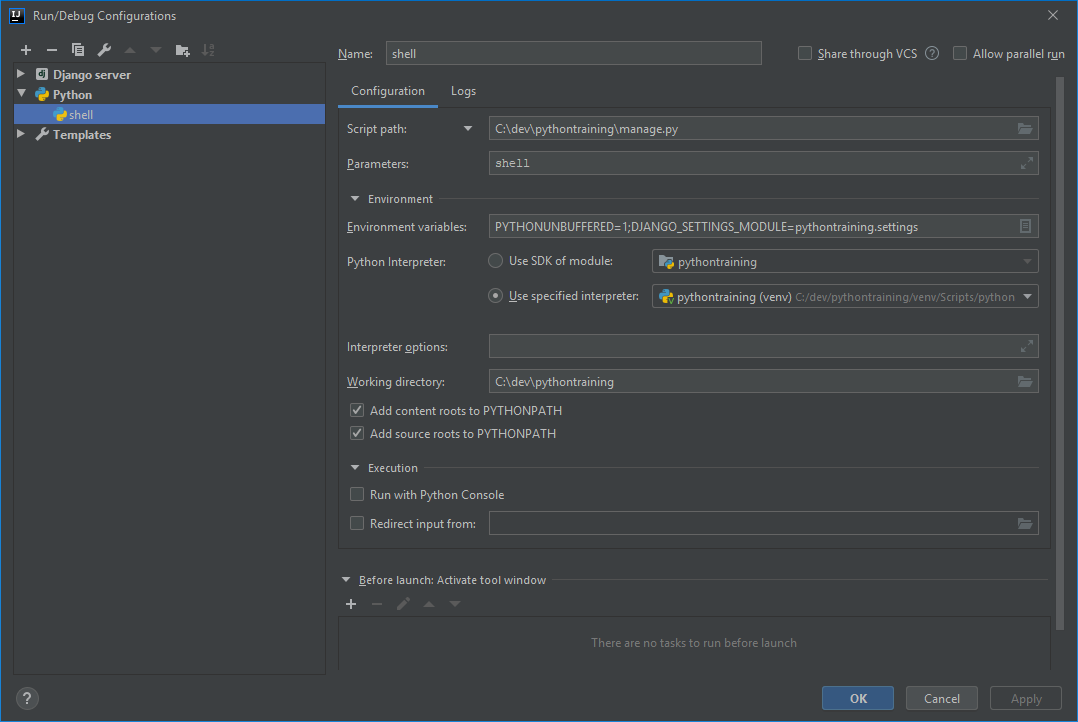 IJ Run/Debug Configurations
Name: shell
Share through VCS ?
Allow parallel run
dj Django server
Python
shell
Templates
Configuration Logs
Script path: C:\dev\pythontraining\manage.py
Parameters: shell
Environment
Environment variables: PYTHONUNBUFFERED=1;DJANGO_SETTINGS_MODULE=pythontraining.settings
Python Interpreter: Use SDK of module: pythontraining
Use specified interpreter: pythontraining (venv) C:/dev/pythontraining/venv/Scripts/python
Interpreter options:
Working directory: C:\dev\pythontraining
Add content roots to PYTHONPATH
Add source roots to PYTHONPATH
Execution
Run with Python Console
Redirect input from:
Before launch: Activate tool window
There are no tasks to run before launch
? OK Cancel Apply